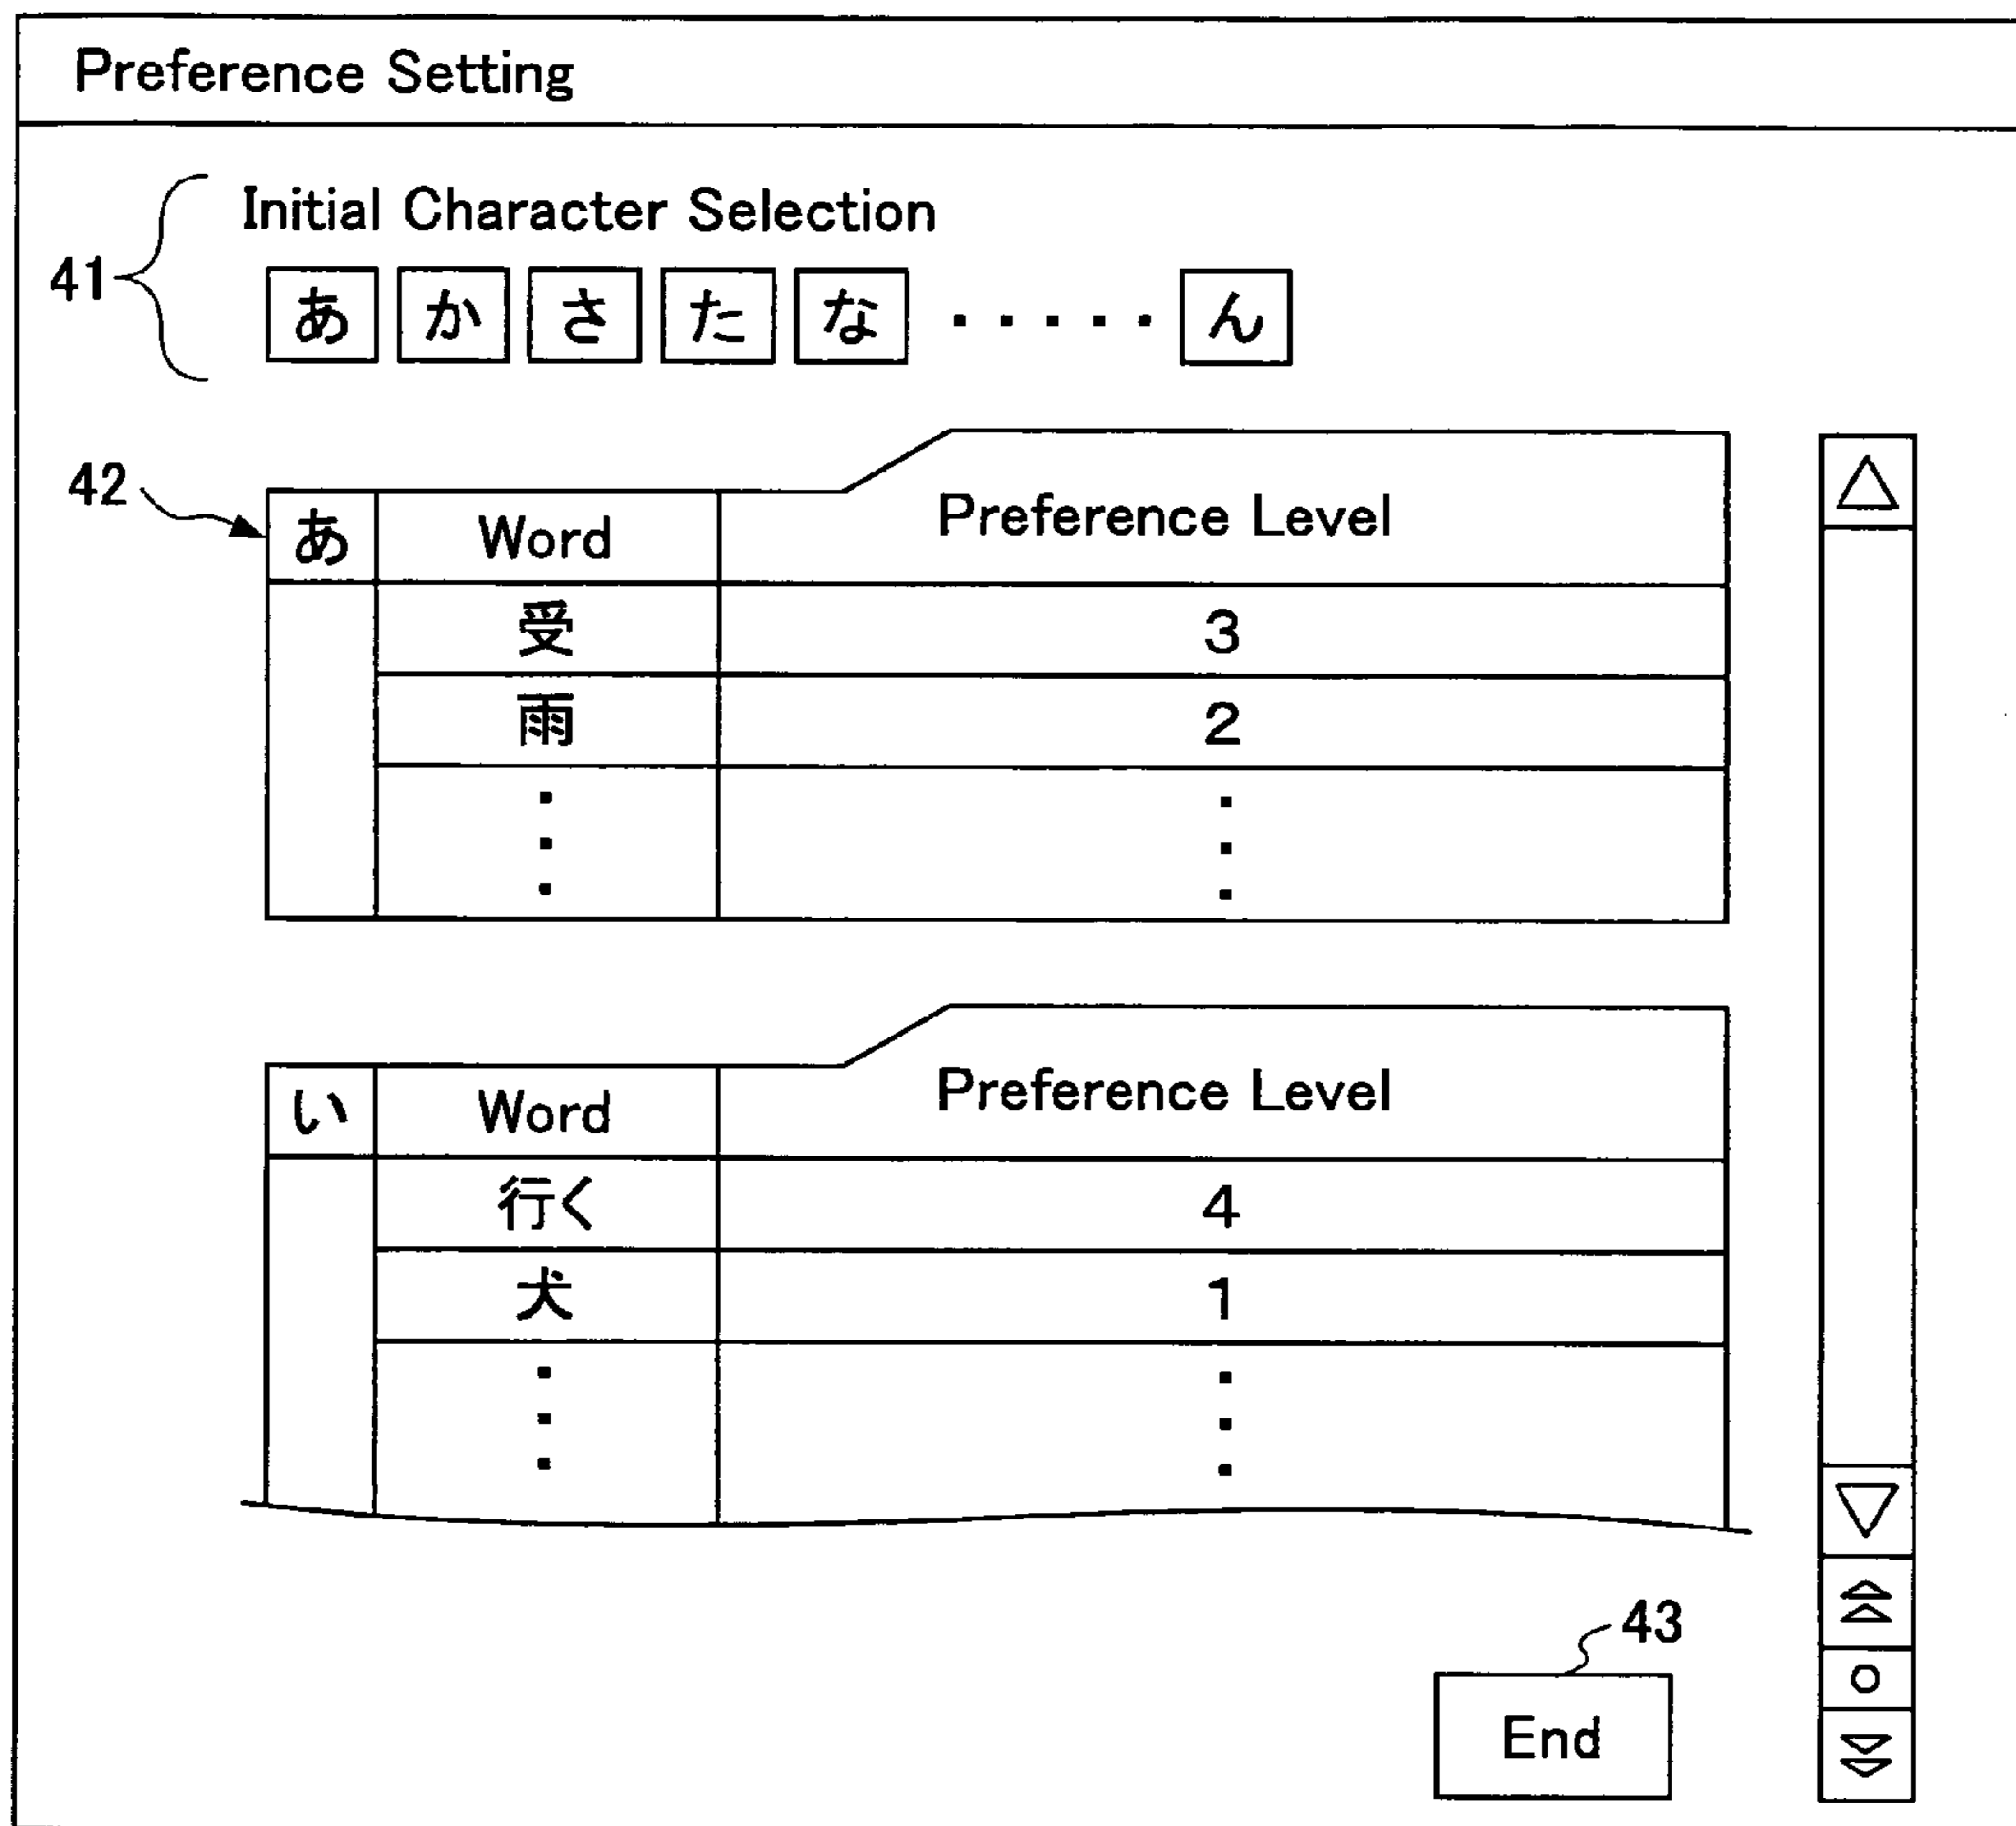 Preference Setting
Initial Character Selection
41
あ か さ た な ・・・・・ ん
42
あ Word Preference Level
受 3
雨 2
い Word Preference Level
行く 4
犬 1
43
End